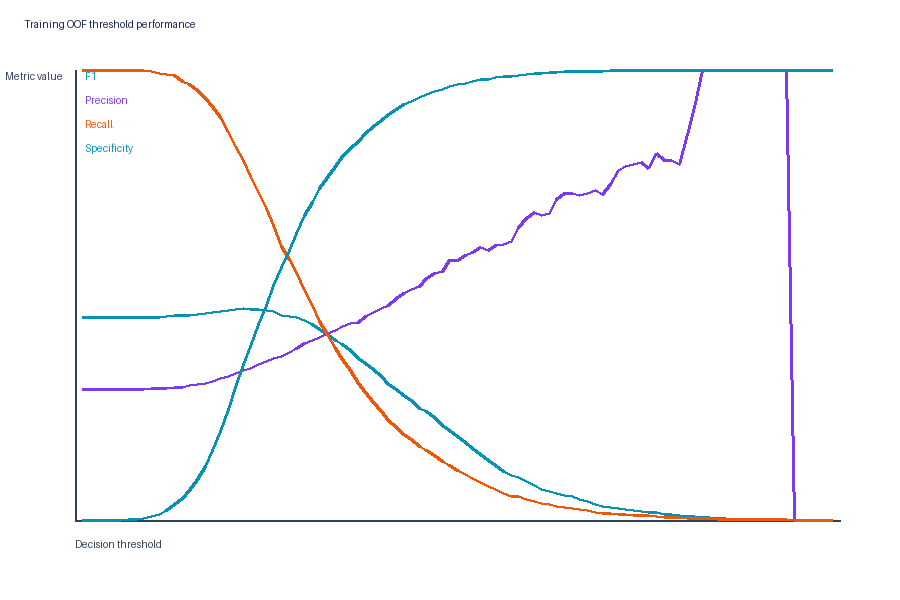 Training OOF threshold performance
Metric value
F1
Precision
Recall
Specificity
Decision threshold